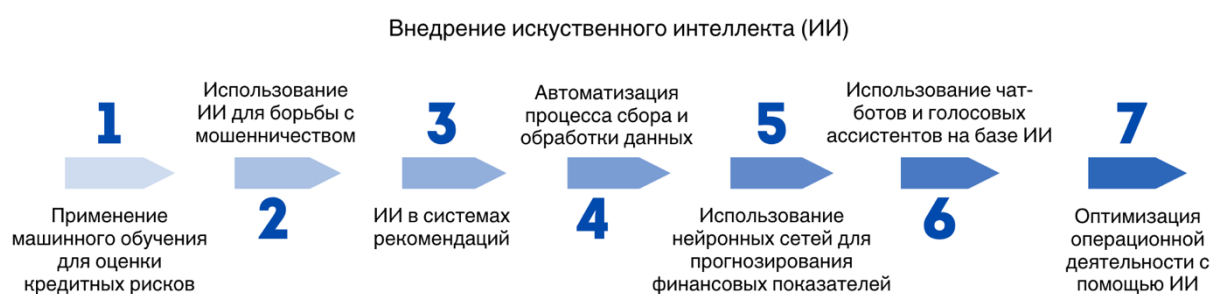 Внедрение искуственного интеллекта (ИИ)
1
Применение
машинного обучения
для оценки
кредитных рисков
Использование
ИИ для борьбы с
мошенничеством
2
3
ИИ в системах
рекомендаций
Автоматизация
процесса сбора и
обработки данных
4
5
Использование
нейронных сетей для
прогнозирования
финансовых показателей
Использование чат-
ботов и голосовых
ассистентов на базе ИИ
6
7
Оптимизация
операционной
деятельности с
помощью ИИ